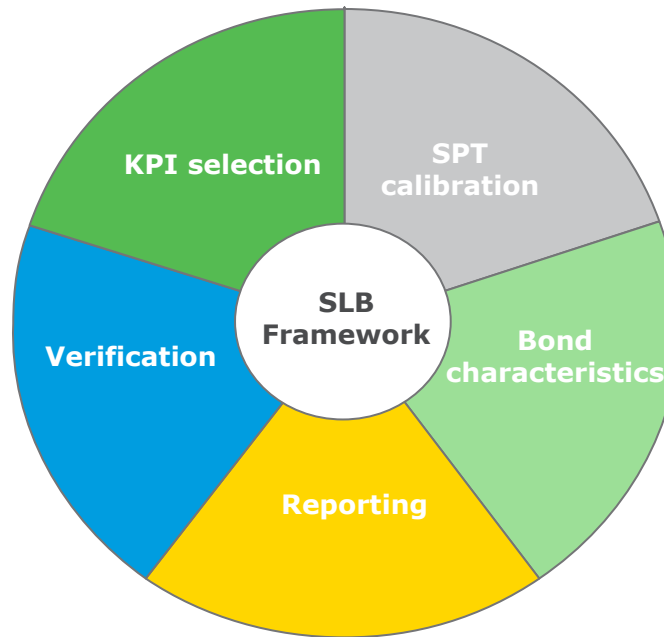 KPI selection
SPT
calibration
SLB
Framework
Verification
Bond
characteristics
Reporting